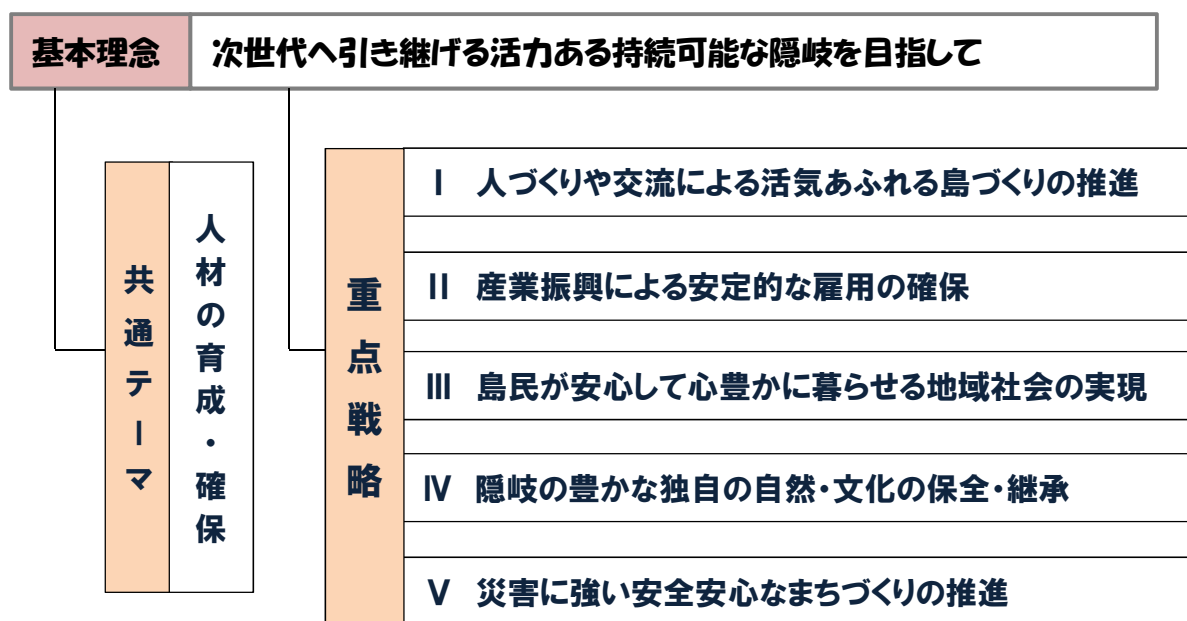 基本理念 次世代へ引き継げる活力ある持続可能な隠岐を目指して
共通テーマ
人材の育成・確保
重点戦略
Ⅰ 人づくりや交流による活気あふれる島づくりの推進
Ⅱ 産業振興による安定的な雇用の確保
Ⅲ 島民が安心して心豊かに暮らせる地域社会の実現
Ⅳ 隠岐の豊かな独自の自然・文化の保全・継承
Ⅴ 災害に強い安全安心なまちづくりの推進